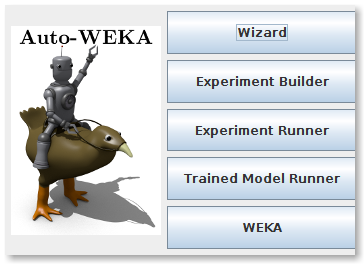 Auto-WEKA
Wizard
Experiment Builder
Experiment Runner
Trained Model Runner
WEKA